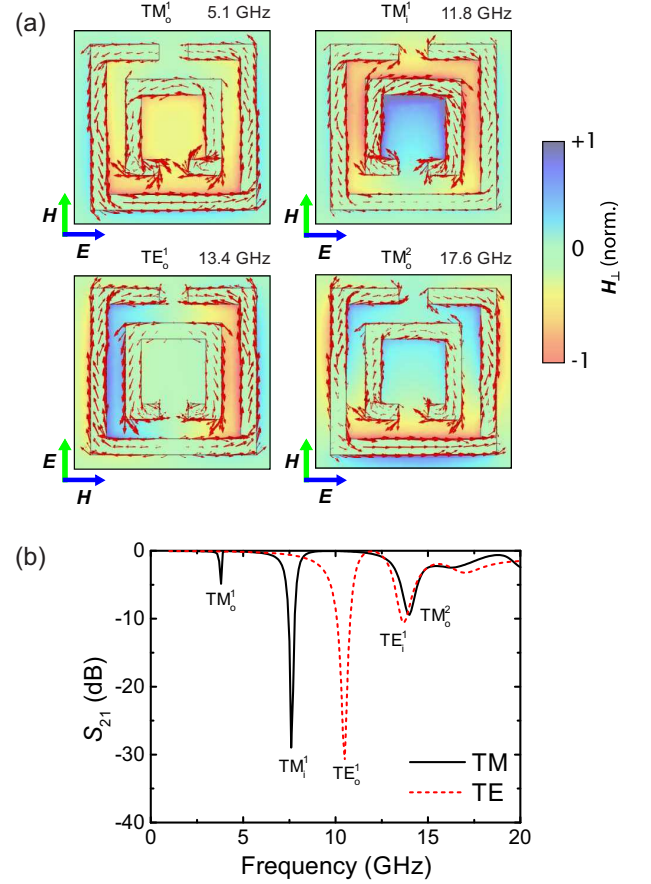 (a)
TM¹ₒ 5.1 GHz
TM¹ᵢ 11.8 GHz
H
E
H
E
TE¹ₒ 13.4 GHz
TM²ₒ 17.6 GHz
E
H
H
E
+1
0
-1
H⊥ (norm.)
(b)
0
-10
-20
-30
-40
S₂₁ (dB)
TM¹ₒ
TM¹ᵢ
TE¹ₒ
TE¹ᵢ
TM²ₒ
TM
TE
0 5 10 15 20
Frequency (GHz)